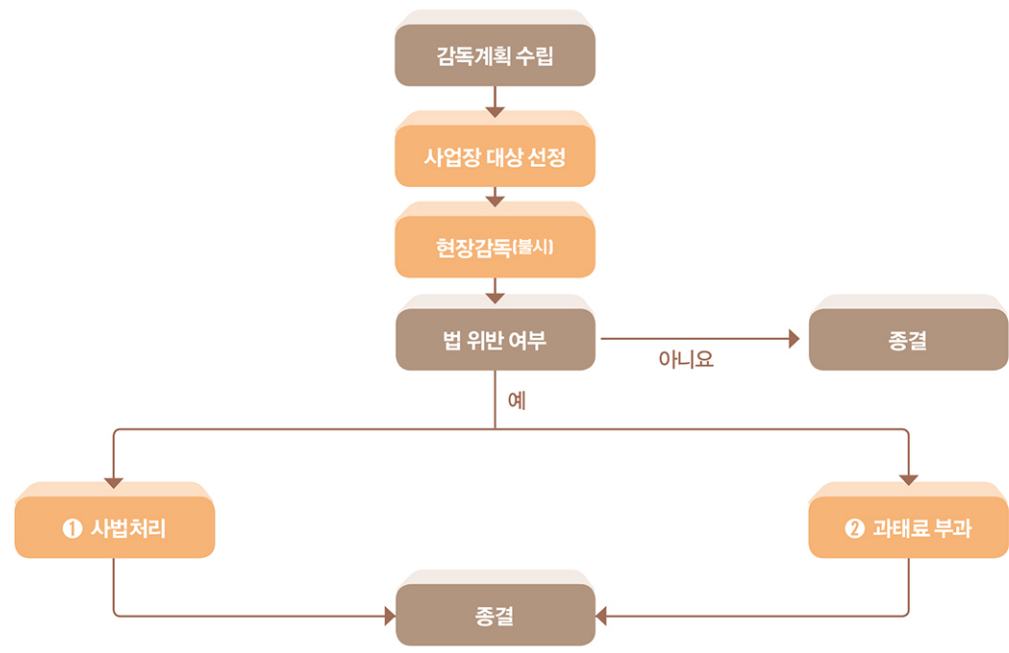 감독계획 수립
사업장 대상 선정
현장감독(불시)
법 위반 여부
아니요
종결
예
❶ 사법처리
❷ 과태료 부과
종결